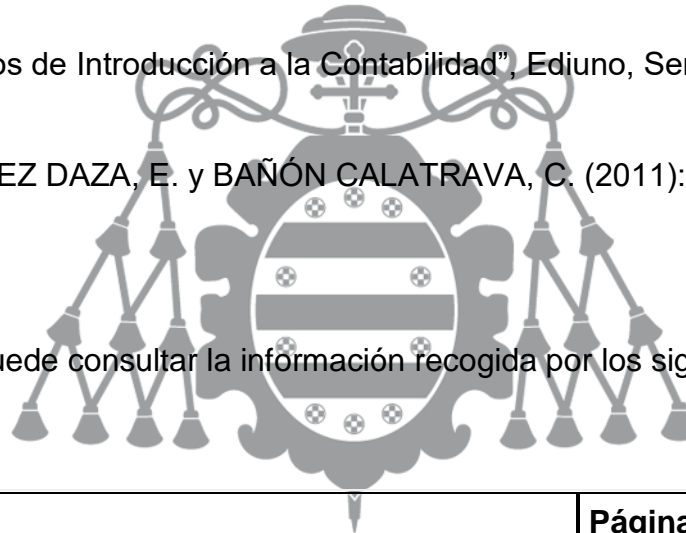 os de Introducción a la Contabilidad”, Ediuno, Ser
EZ DAZA, E. y BAÑÓN CALATRAVA, C. (2011):
uede consultar la información recogida por los sig
Página